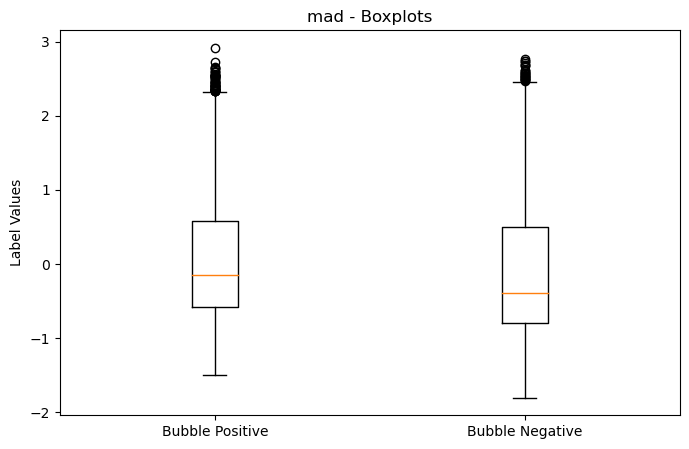 mad - Boxplots
Label Values
3
2
1
0
−1
−2
Bubble Positive
Bubble Negative